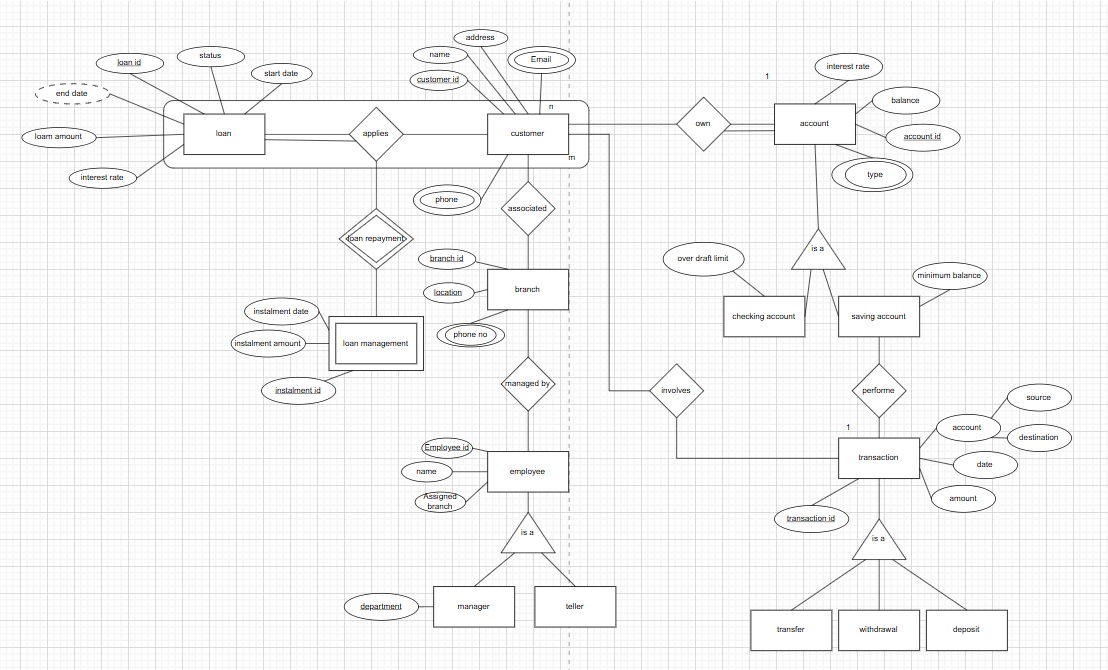 address
name
Email
status
loan id
start date
customer id
interest rate
1
end date
balance
n
loan
applies
customer
own
account
loam amount
account id
m
type
interest rate
phone
associated
loan repayment
is a
branch id
over draft limit
minimum balance
location
branch
instalment date
checking account
saving account
phone no
instalment amount
loan management
managed by
instalment id
involves
performe
source
1
account
destination
Employee id
transaction
date
name
employee
Assigned
branch
amount
transaction id
is a
is a
department
manager
teller
transfer
withdrawal
deposit